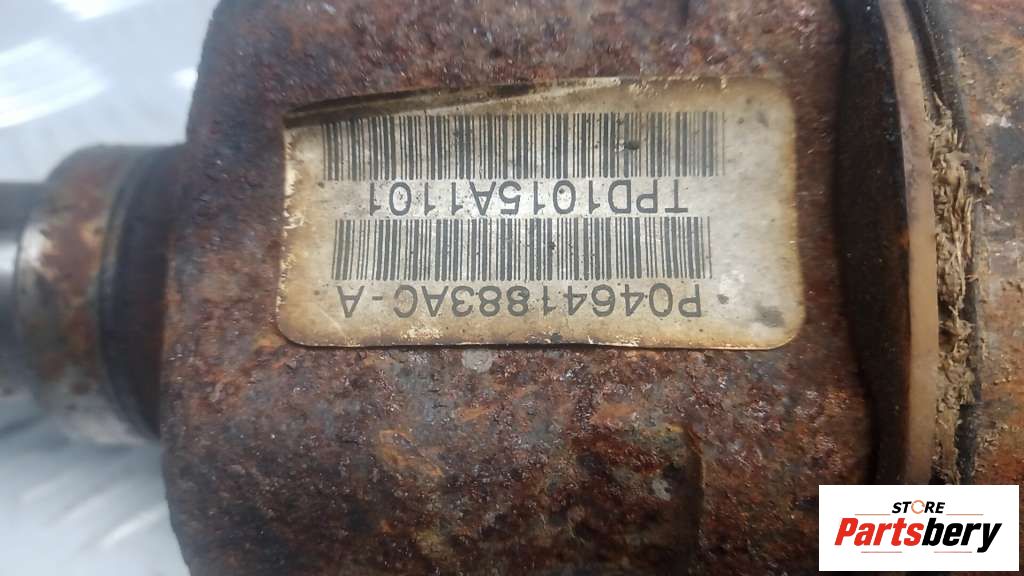 P04641883AC-A
TPD1015A1101
STORE
Partsbery